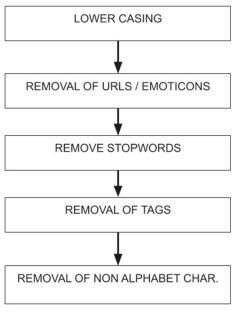 LOWER CASING
REMOVAL OF URLS / EMOTICONS
REMOVE STOPWORDS
REMOVAL OF TAGS
REMOVAL OF NON ALPHABET CHAR.